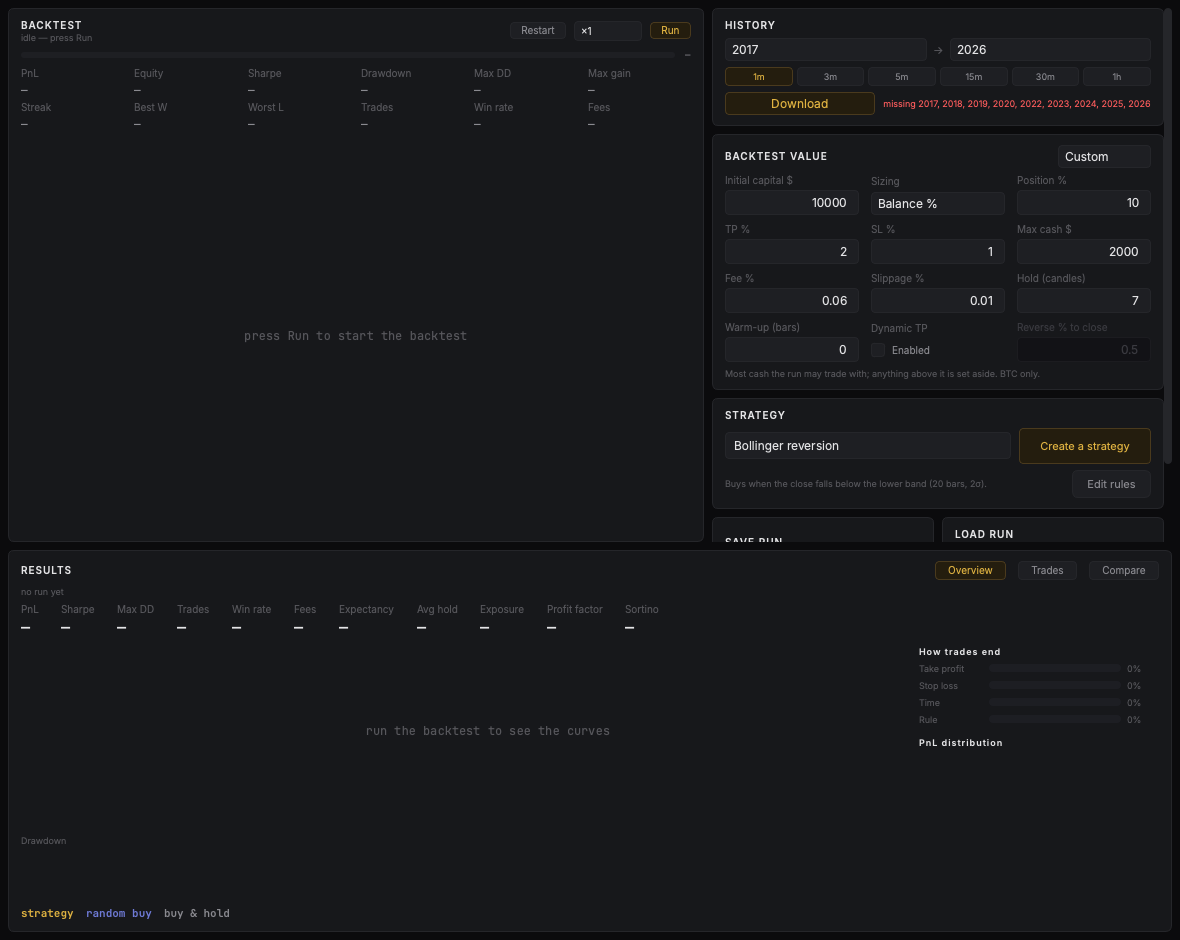 BACKTEST
idle — press Run
Restart
×1
Run
–
PnL Equity Sharpe Drawdown Max DD Max gain
– – – – – –
Streak Best W Worst L Trades Win rate Fees
– – – – – –
press Run to start the backtest
HISTORY
2017 → 2026
1m 3m 5m 15m 30m 1h
Download missing 2017, 2018, 2019, 2020, 2022, 2023, 2024, 2025, 2026
BACKTEST VALUE Custom
Initial capital $ Sizing Position %
10000 Balance % 10
TP % SL % Max cash $
2 1 2000
Fee % Slippage % Hold (candles)
0.06 0.01 7
Warm-up (bars) Dynamic TP Reverse % to close
0 Enabled 0.5
Most cash the run may trade with; anything above it is set aside. BTC only.
STRATEGY
Bollinger reversion Create a strategy
Buys when the close falls below the lower band (20 bars, 2σ). Edit rules
SAVE RUN LOAD RUN
RESULTS Overview Trades Compare
no run yet
PnL Sharpe Max DD Trades Win rate Fees Expectancy Avg hold Exposure Profit factor Sortino
– – – – – – – – – – –
run the backtest to see the curves
How trades end
Take profit 0%
Stop loss 0%
Time 0%
Rule 0%
PnL distribution
Drawdown
strategy random buy buy & hold